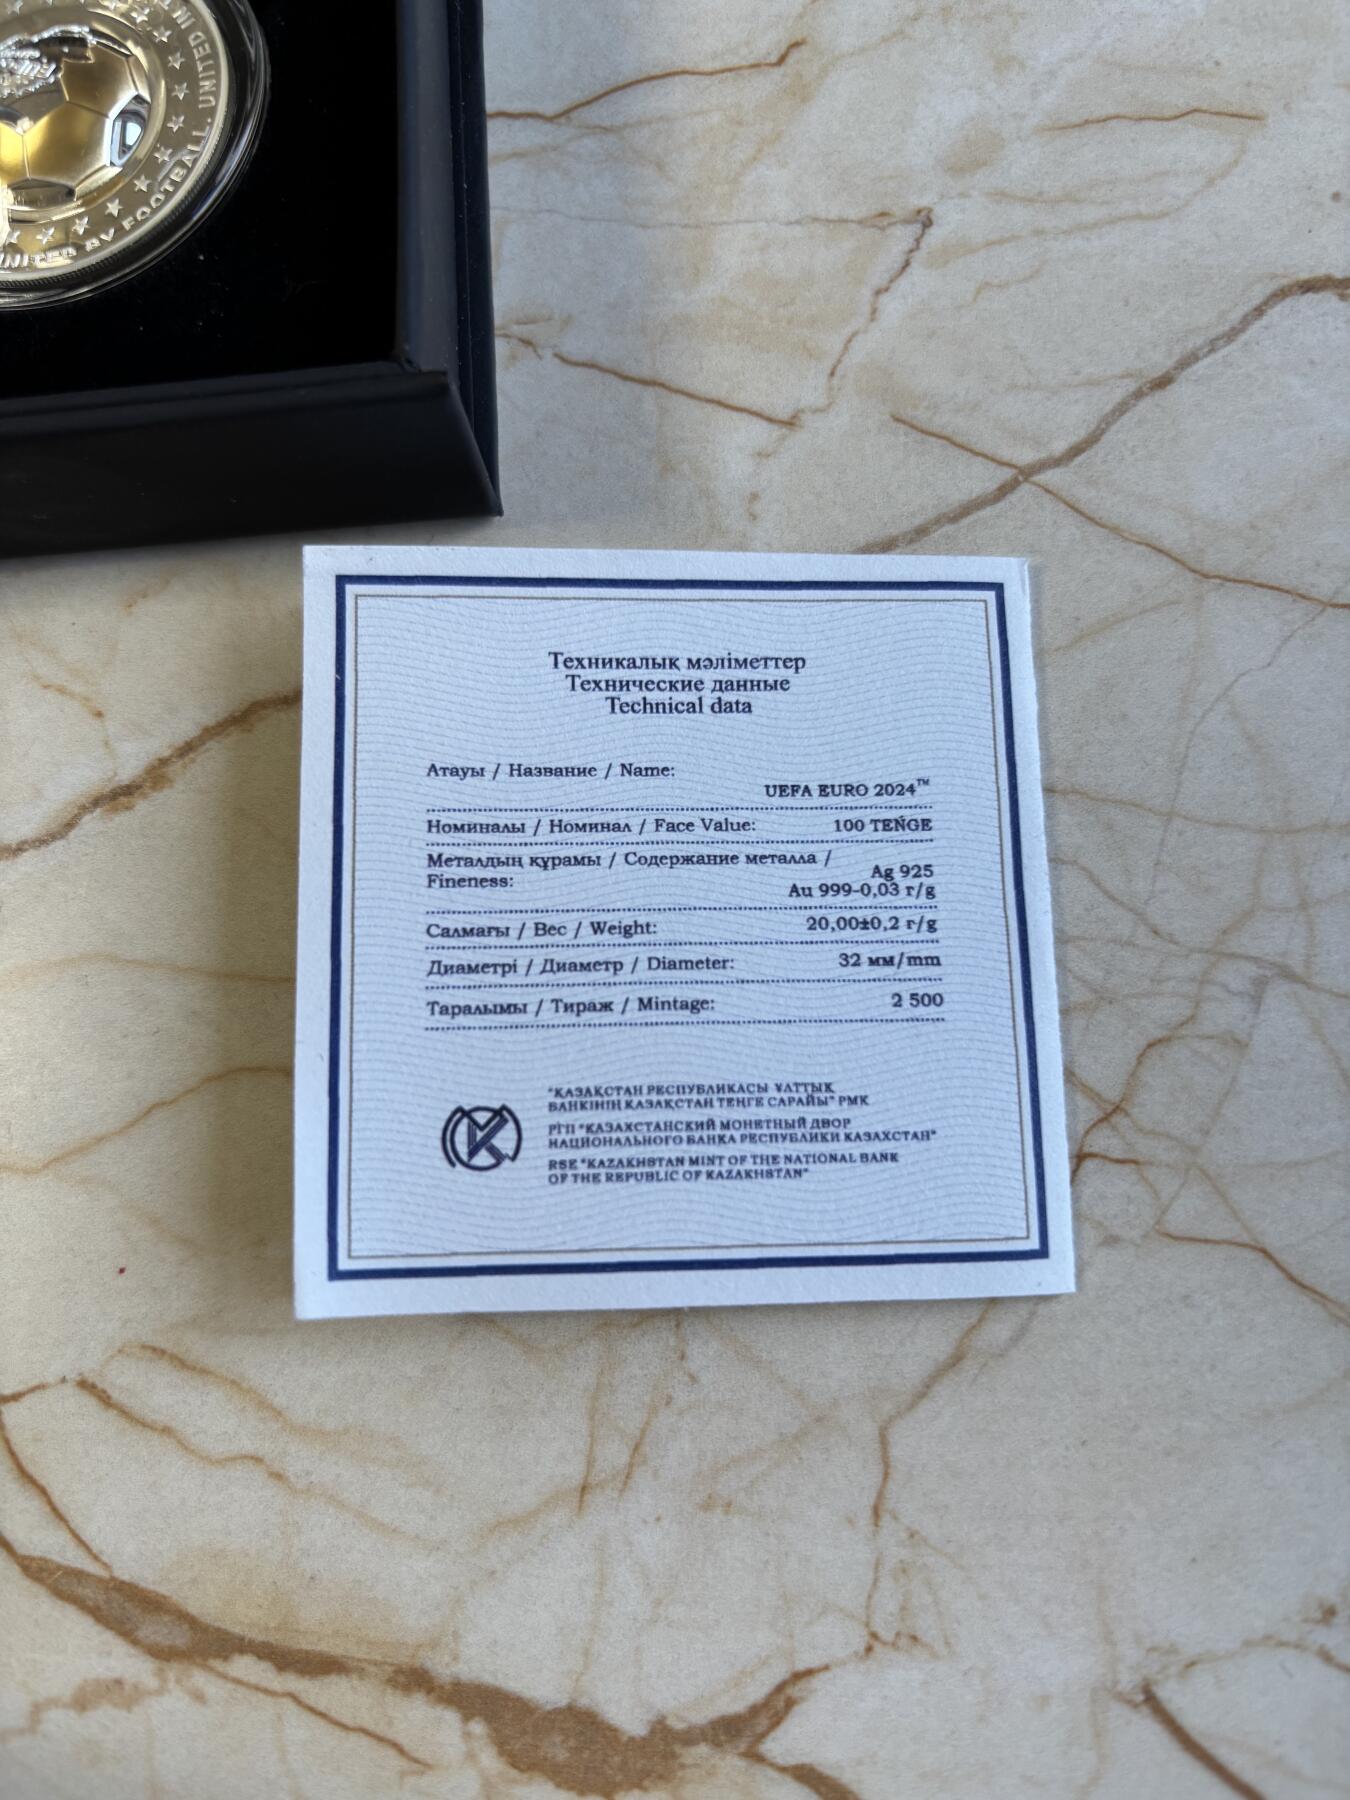 UNITED BY FOOTBALL. UNITED IN
Техникалық мәліметтер
Технические данные
Technical data
Атауы / Название / Name:
UEFA EURO 2024™
Номиналы / Номинал / Face Value: 100 TEŃGE
Металдың құрамы / Содержание металла /
Fineness:
Ag 925
Au 999-0,03 г/g
Салмағы / Вес / Weight: 20,00±0,2 г/g
Диаметрі / Диаметр / Diameter: 32 мм/mm
Таралымы / Тираж / Mintage: 2 500
"ҚАЗАҚСТАН РЕСПУБЛИКАСЫ ҰЛТТЫҚ
БАНКІНІҢ ҚАЗАҚСТАН ТЕҢГЕ САРАЙЫ" РМК
РГП "КАЗАХСТАНСКИЙ МОНЕТНЫЙ ДВОР
НАЦИОНАЛЬНОГО БАНКА РЕСПУБЛИКИ КАЗАХСТАН"
RSE "KAZAKHSTAN MINT OF THE NATIONAL BANK
OF THE REPUBLIC OF KAZAKHSTAN"